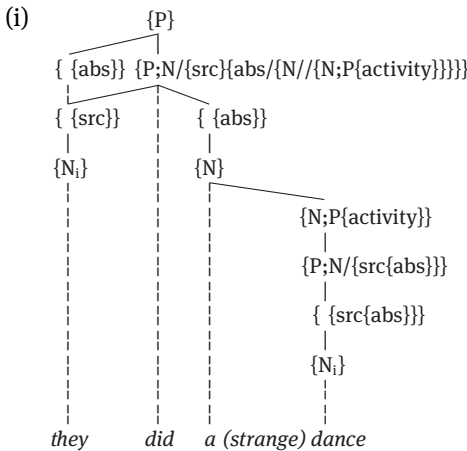 (i)
{P}
{ {abs}} {P;N/{src}{abs/{N//{N;P{activity}}}}}
{ {src}} { {abs}}
{Nᵢ} {N}
{N;P{activity}}
{P;N/{src{abs}}}
{ {src{abs}}}
{Nᵢ}
they did a (strange) dance